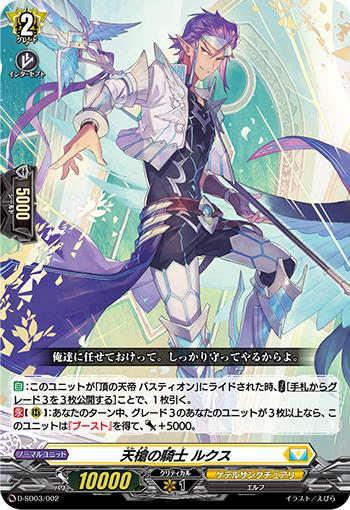 2
グレード
インターセプト
5000
シールド
俺達に任せておけって。しっかり守ってやるからよ。
自:このユニットが「頂の天帝 バスティオン」にライドされた時、[手札からグ
レード3を3枚公開する]ことで、1枚引く。
永【R】:あなたのターン中、グレード3のあなたのユニットが3枚以上なら、こ
のユニットは『ブースト』を得て、+5000。
ノーマルユニット
天槍の騎士 ルクス
パワー 10000
クリティカル
1
ケテルサンクチュアリ
エルフ
D-SD03/002
イラスト/えびら